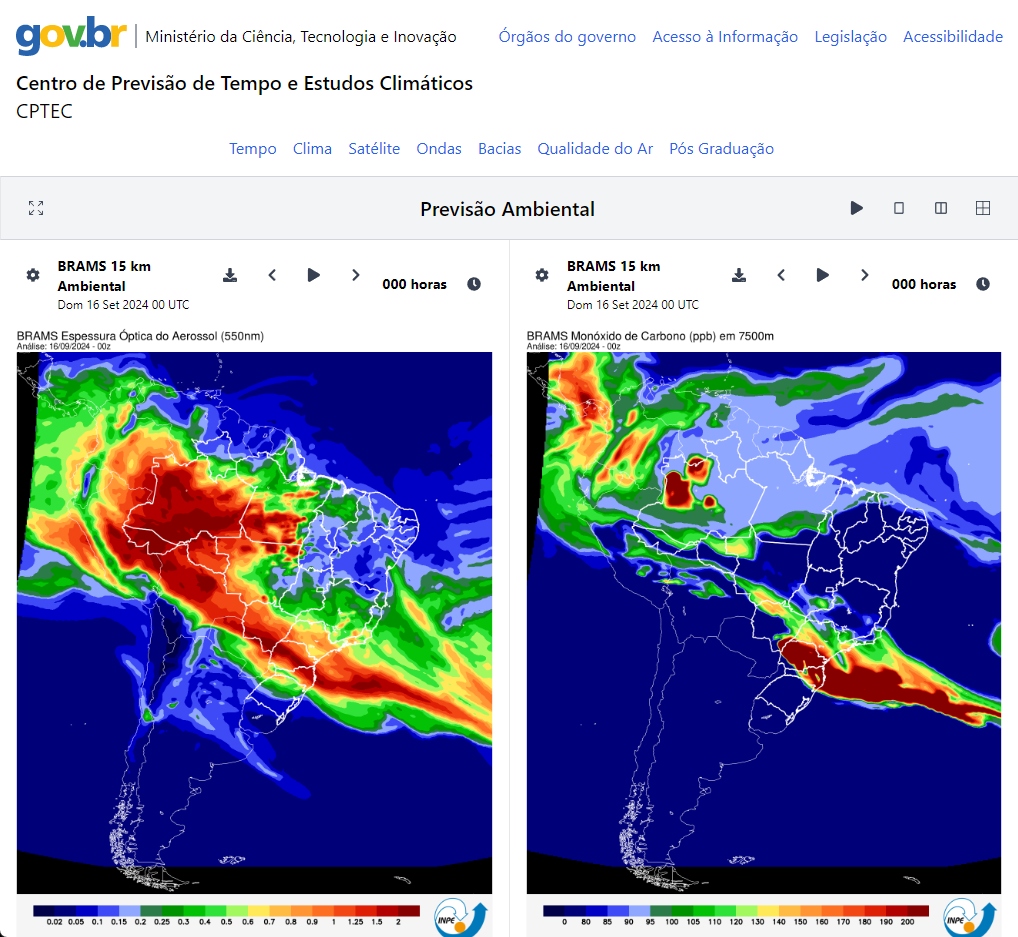 gov.br
Ministério da Ciência, Tecnologia e Inovação
Órgãos do governo Acesso à Informação Legislação Acessibilidade
Centro de Previsão de Tempo e Estudos Climáticos
CPTEC
Tempo Clima Satélite Ondas Bacias Qualidade do Ar Pós Graduação
Previsão Ambiental
BRAMS 15 km
Ambiental
Dom 16 Set 2024 00 UTC
000 horas
BRAMS Espessura Óptica do Aerossol (550nm)
Análise: 16/09/2024 - 00z
0.02 0.05 0.1 0.15 0.2 0.25 0.3 0.4 0.5 0.6 0.7 0.8 0.9 1 1.25 1.5 2
INPE
BRAMS 15 km
Ambiental
Dom 16 Set 2024 00 UTC
000 horas
BRAMS Monóxido de Carbono (ppb) em 7500m
Análise: 16/09/2024 - 00z
0 80 85 90 95 100 105 110 120 130 140 150 160 170 180 190 200
INPE